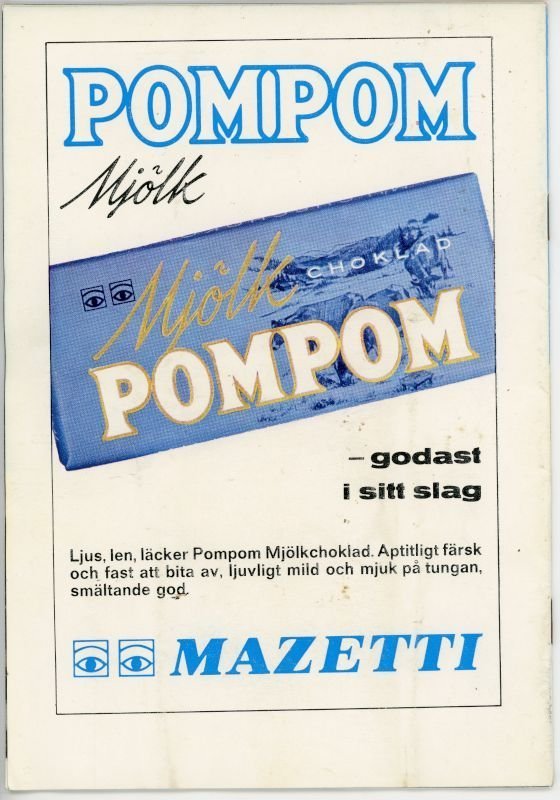 POMPOM
Mjölk
Mjölk CHOKLAD
POMPOM
– godast
i sitt slag
Ljus, len, läcker Pompom Mjölkchoklad. Aptitligt färsk
och fast att bita av, ljuvligt mild och mjuk på tungan,
smältande god.
MAZETTI